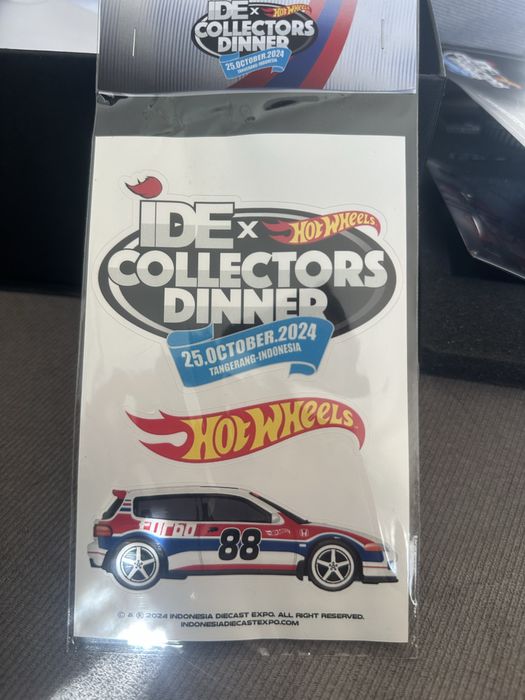 IDE x HOT WHEELS
COLLECTORS
DINNER
25.OCTOBER.2024
TANGERANG-INDONESIA
IDE x HOT WHEELS
COLLECTORS
DINNER
25.OCTOBER.2024
TANGERANG-INDONESIA
HOT WHEELS
turbo
88
© & ® 2024 INDONESIA DIECAST EXPO. ALL RIGHT RESERVED.
INDONESIADIECASTEXPO.COM